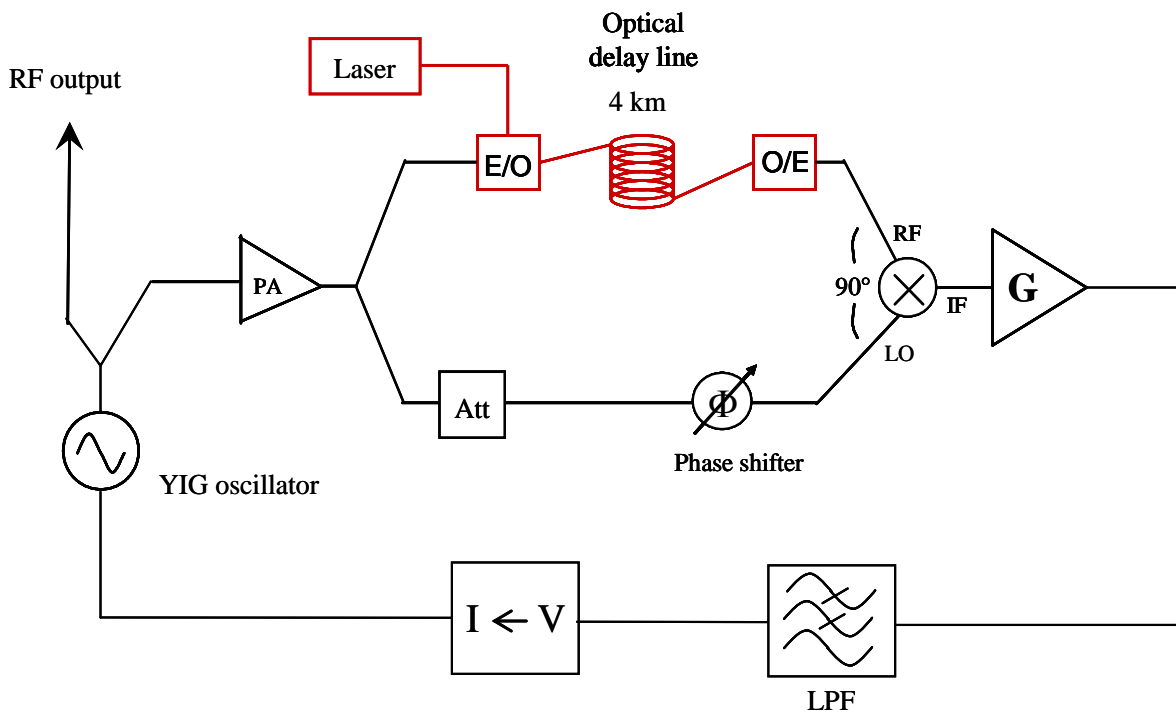 Optical
delay line
4 km
Laser
RF output
E/O
O/E
RF
PA
90°
G
IF
LO
Att
Φ
Phase shifter
YIG oscillator
I ← V
LPF